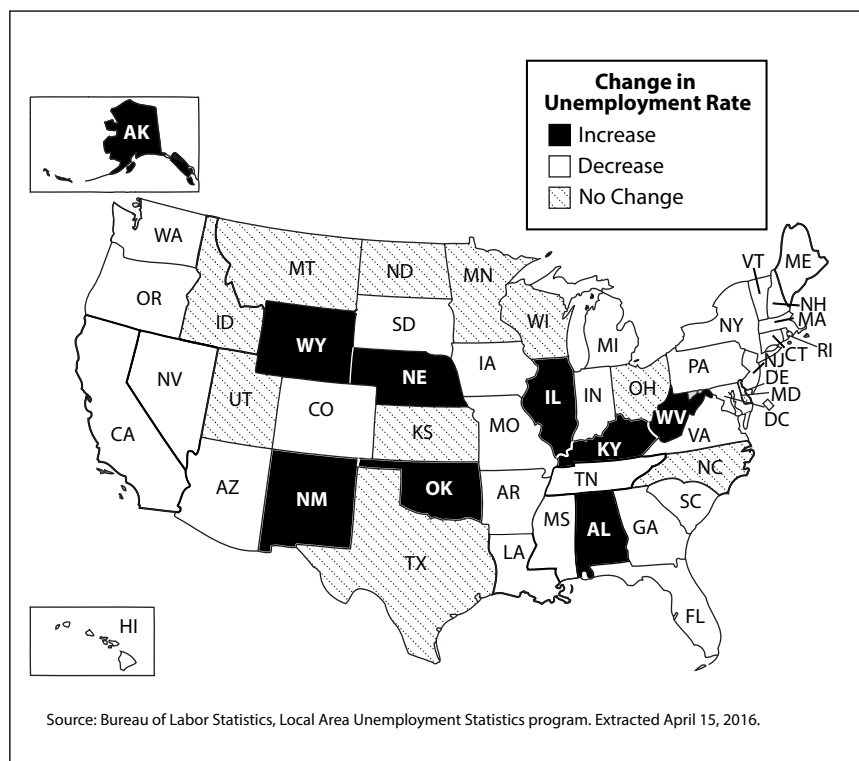 Change in
Unemployment Rate
Increase
Decrease
No Change
AK
WA
MT
ND
MN
VT
ME
OR
ID
SD
WI
MI
NY
NH
MA
WY
NE
IA
PA
NJ
CT
RI
NV
UT
CO
IL
IN
OH
DE
MD
DC
CA
KS
MO
KY
WV
VA
AZ
NM
OK
AR
TN
NC
TX
LA
MS
AL
GA
SC
FL
HI
Source: Bureau of Labor Statistics, Local Area Unemployment Statistics program. Extracted April 15, 2016.